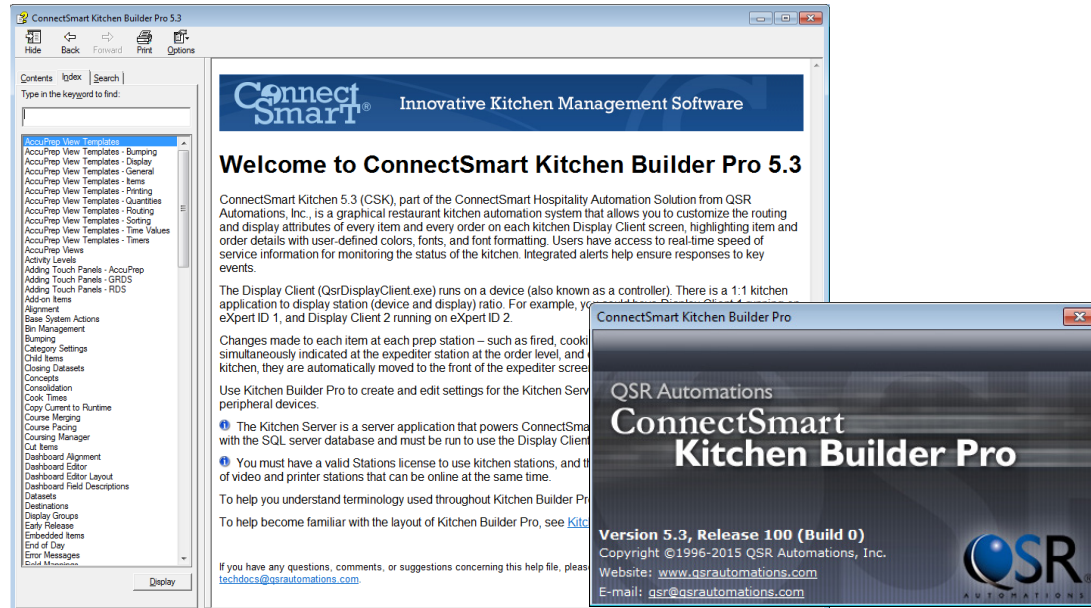 ConnectSmart Kitchen Builder Pro 5.3
Hide Back Forward Print Options
Contents Index Search
Type in the keyword to find:
AccuPrep View Templates
AccuPrep View Templates - Bumping
AccuPrep View Templates - Display
AccuPrep View Templates - General
AccuPrep View Templates - Items
AccuPrep View Templates - Printing
AccuPrep View Templates - Quantities
AccuPrep View Templates - Routing
AccuPrep View Templates - Sorting
AccuPrep View Templates - Time Values
AccuPrep View Templates - Timers
AccuPrep Views
Activity Levels
Adding Touch Panels - AccuPrep
Adding Touch Panels - GRDS
Adding Touch Panels - RDS
Add-on Items
Alignment
Base System Actions
Bin Management
Bumping
Category Settings
Child Items
Closing Datasets
Concepts
Consolidation
Cook Times
Copy Current to Runtime
Course Merging
Course Pacing
Coursing Manager
Cut Items
Dashboard Alignment
Dashboard Editor
Dashboard Editor Layout
Dashboard Field Descriptions
Datasets
Destinations
Display Groups
Early Release
Embedded Items
End of Day
Error Messages
Field Mappings
Display
Connect Smart® Innovative Kitchen Management Software
Welcome to ConnectSmart Kitchen Builder Pro 5.3
ConnectSmart Kitchen 5.3 (CSK), part of the ConnectSmart Hospitality Automation Solution from QSR
Automations, Inc., is a graphical restaurant kitchen automation system that allows you to customize the routing
and display attributes of every item and every order on each kitchen Display Client screen, highlighting item and
order details with user-defined colors, fonts, and font formatting. Users have access to real-time speed of
service information for monitoring the status of the kitchen. Integrated alerts help ensure responses to key
events.
The Display Client (QsrDisplayClient.exe) runs on a device (also known as a controller). There is a 1:1 kitchen
application to display station (device and display) ratio. For example, you could have Display Client 1 running on
eXpert ID 1, and Display Client 2 running on eXpert ID 2.
Changes made to each item at each prep station – such as fired, cooki
simultaneously indicated at the expediter station at the order level, and
kitchen, they are automatically moved to the front of the expediter scree
Use Kitchen Builder Pro to create and edit settings for the Kitchen Serv
peripheral devices.
The Kitchen Server is a server application that powers ConnectSma
with the SQL server database and must be run to use the Display Client
You must have a valid Stations license to use kitchen stations, and th
of video and printer stations that can be online at the same time.
To help you understand terminology used throughout Kitchen Builder Pr
To help become familiar with the layout of Kitchen Builder Pro, see Kitc
If you have any questions, comments, or suggestions concerning this help file, pleas
techdocs@qsrautomations.com.
ConnectSmart Kitchen Builder Pro
QSR Automations
ConnectSmart
Kitchen Builder Pro
Version 5.3, Release 100 (Build 0)
Copyright ©1996-2015 QSR Automations, Inc.
Website: www.qsrautomations.com
E-mail: qsr@qsrautomations.com
QSR.
AUTOMATIONS